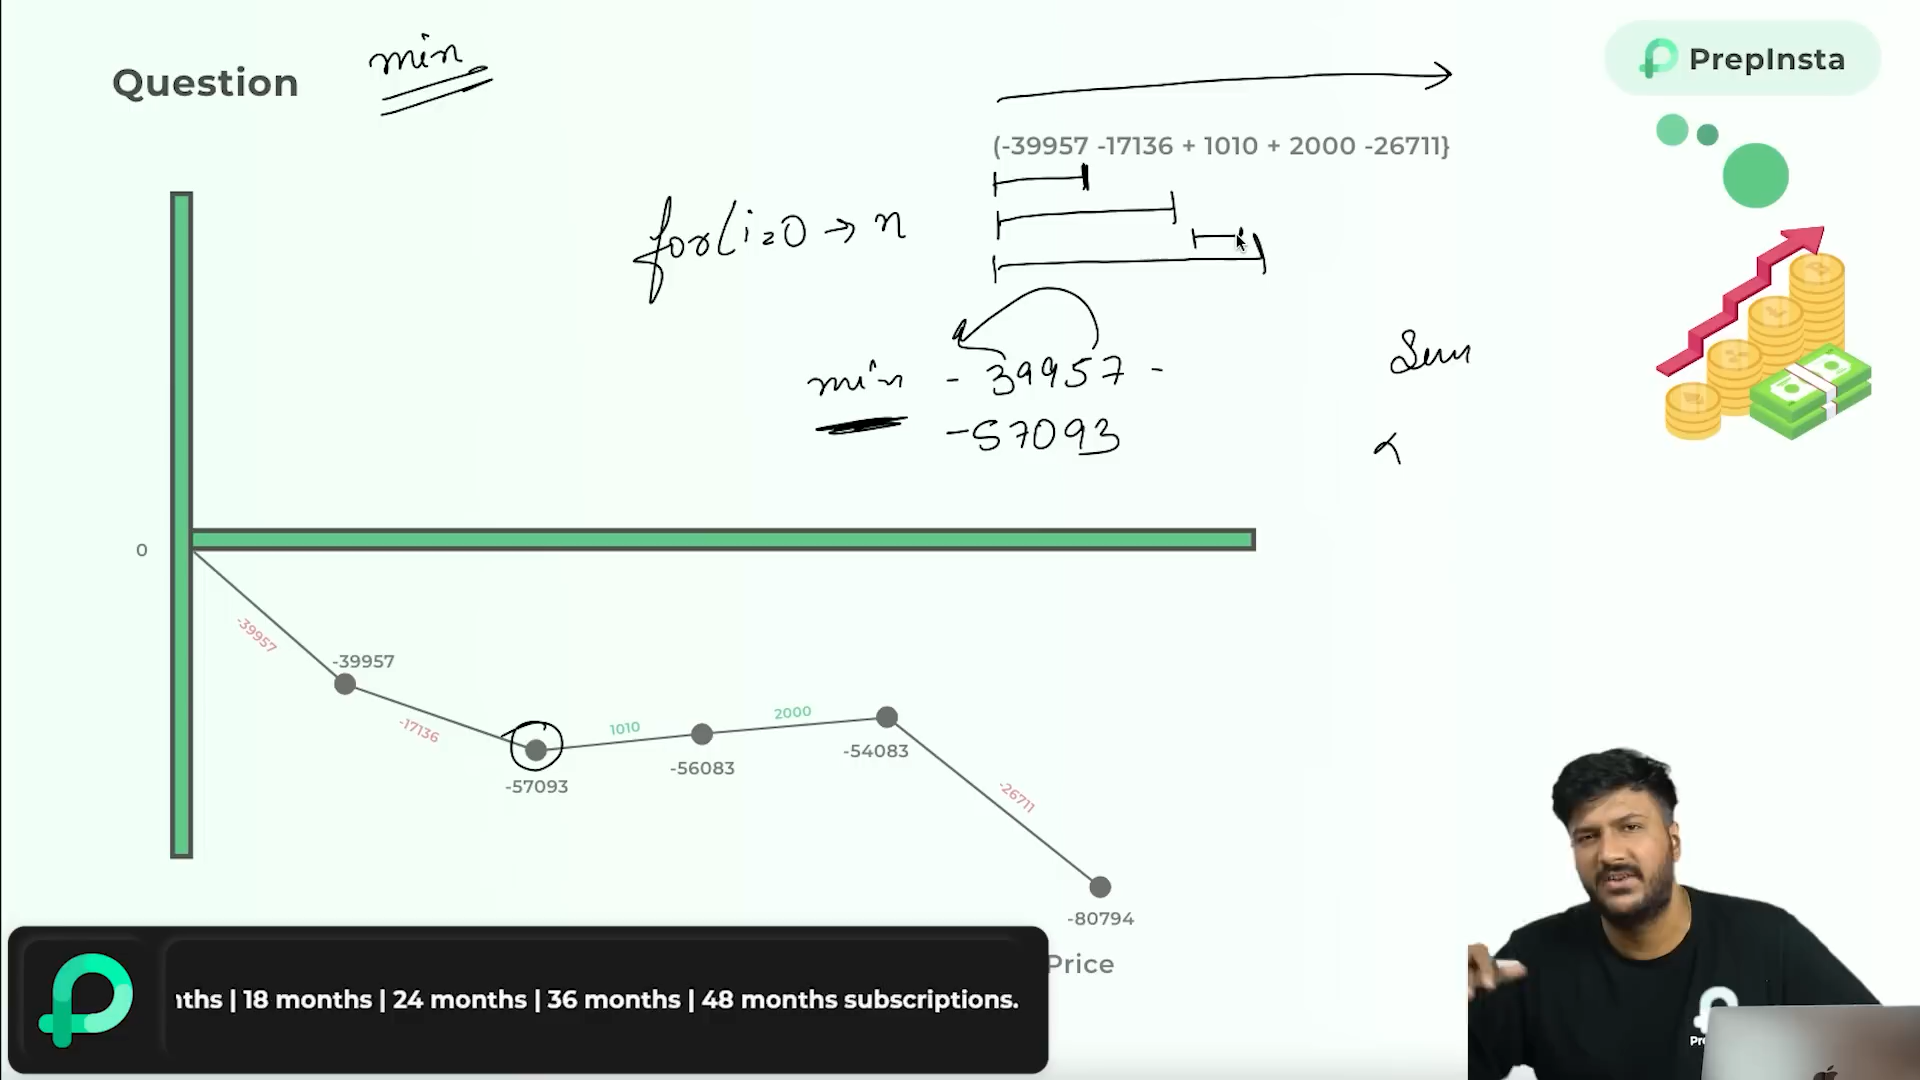 Question
min
PrepInsta
(-39957 -17136 + 1010 + 2000 -26711}
for(i=0 → n
min - 39957 -
-57093
Sum
<
0
-39957
-39957
-17136
-57093
1010
-56083
2000
-54083
-26711
-80794
Price
nths | 18 months | 24 months | 36 months | 48 months subscriptions.
Pre